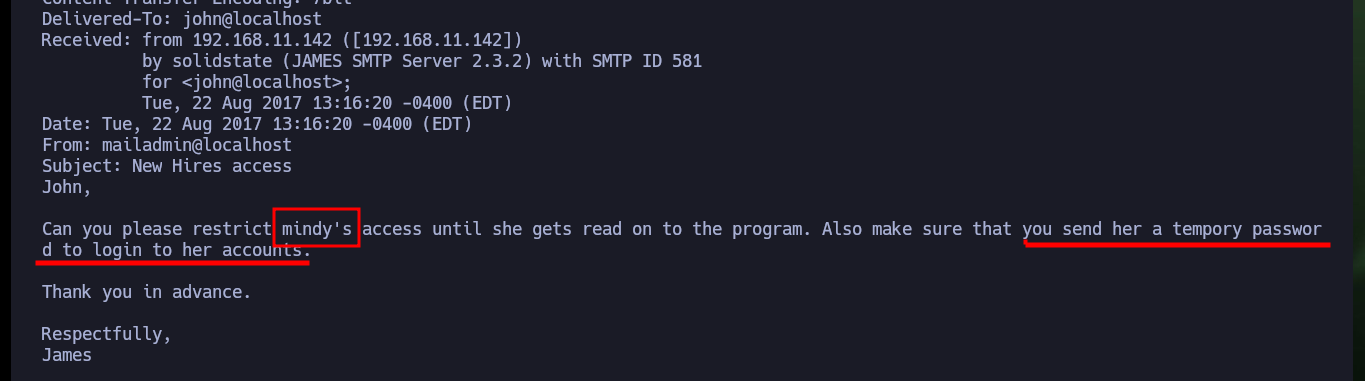 Content-Transfer-Encoding: 7bit
Delivered-To: john@localhost
Received: from 192.168.11.142 ([192.168.11.142])
by solidstate (JAMES SMTP Server 2.3.2) with SMTP ID 581
for <john@localhost>;
Tue, 22 Aug 2017 13:16:20 -0400 (EDT)
Date: Tue, 22 Aug 2017 13:16:20 -0400 (EDT)
From: mailadmin@localhost
Subject: New Hires access
John,
Can you please restrict mindy's access until she gets read on to the program. Also make sure that you send her a tempory passwor
d to login to her accounts.
Thank you in advance.
Respectfully,
James